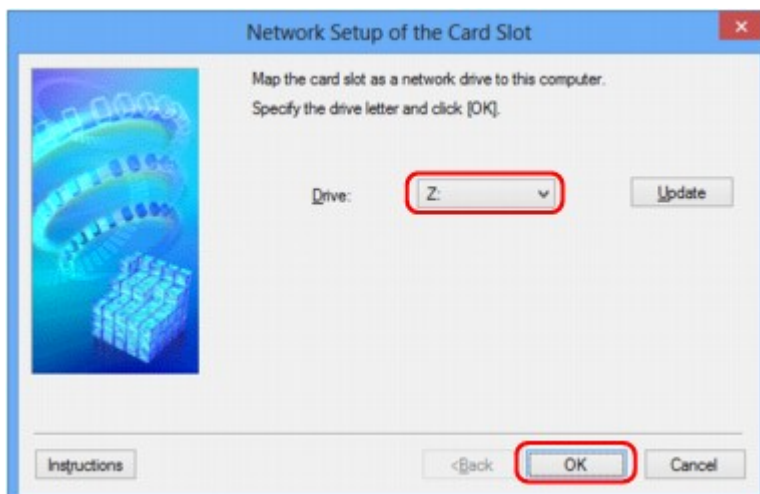 Network Setup of the Card Slot
Map the card slot as a network drive to this computer.
Specify the drive letter and click [OK].
Drive: Z: Update
Instructions <Back OK Cancel